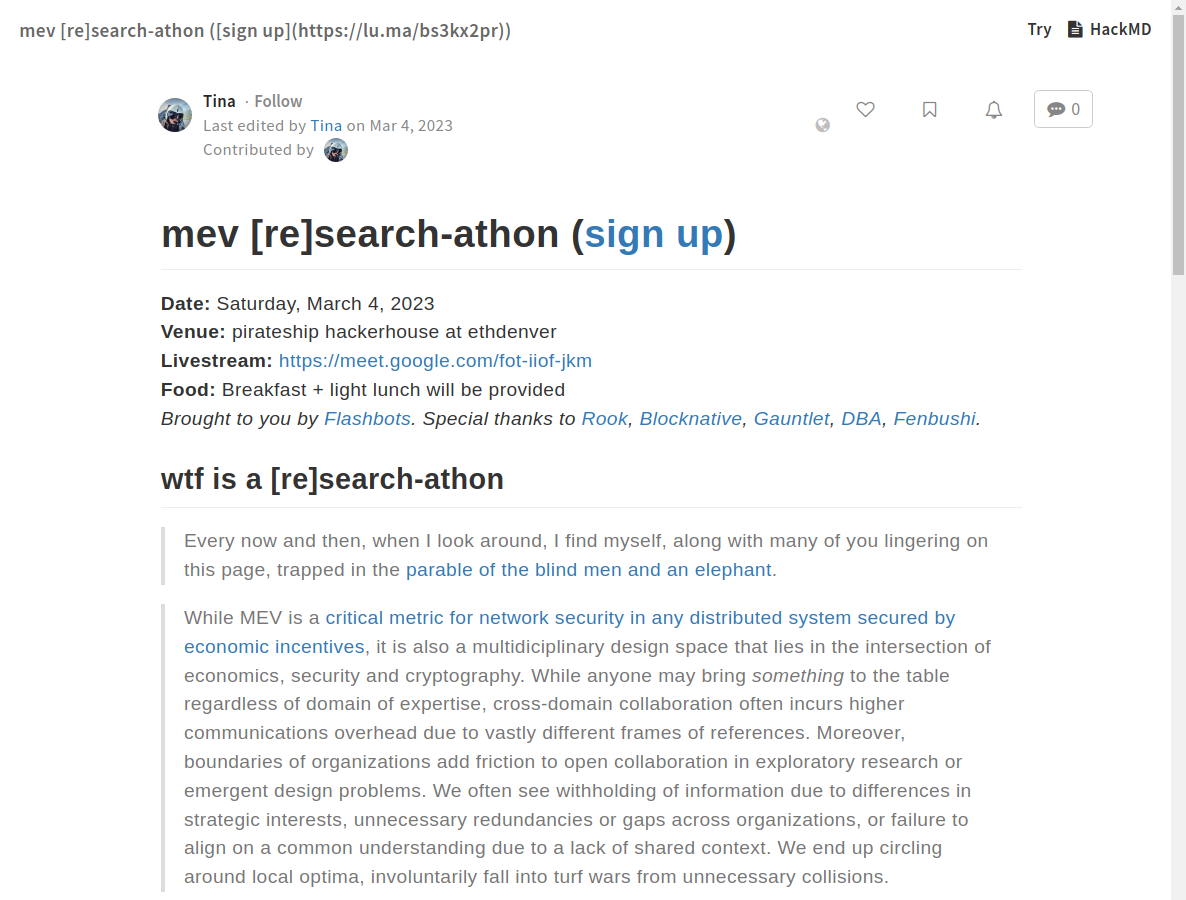 mev [re]search-athon ([sign up](https://lu.ma/bs3kx2pr))
Try HackMD
Tina · Follow
Last edited by Tina on Mar 4, 2023
Contributed by
0
mev [re]search-athon (sign up)
Date: Saturday, March 4, 2023
Venue: pirateship hackerhouse at ethdenver
Livestream: https://meet.google.com/fot-iiof-jkm
Food: Breakfast + light lunch will be provided
Brought to you by Flashbots. Special thanks to Rook, Blocknative, Gauntlet, DBA, Fenbushi.
wtf is a [re]search-athon
Every now and then, when I look around, I find myself, along with many of you lingering on
this page, trapped in the parable of the blind men and an elephant.
While MEV is a critical metric for network security in any distributed system secured by
economic incentives, it is also a multidiciplinary design space that lies in the intersection of
economics, security and cryptography. While anyone may bring something to the table
regardless of domain of expertise, cross-domain collaboration often incurs higher
communications overhead due to vastly different frames of references. Moreover,
boundaries of organizations add friction to open collaboration in exploratory research or
emergent design problems. We often see withholding of information due to differences in
strategic interests, unnecessary redundancies or gaps across organizations, or failure to
align on a common understanding due to a lack of shared context. We end up circling
around local optima, involuntarily fall into turf wars from unnecessary collisions.